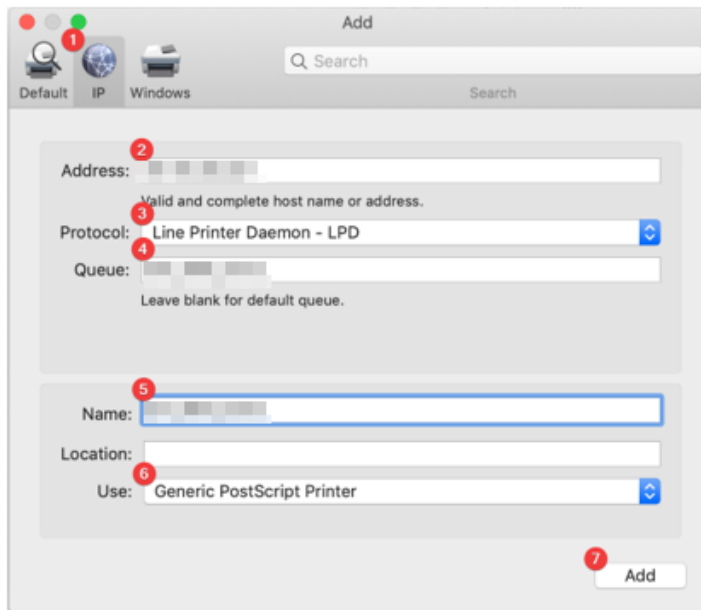 Add
1
Search
Default IP Windows
Search
2
Address:
Valid and complete host name or address.
3
Protocol: Line Printer Daemon - LPD
4
Queue:
Leave blank for default queue.
5
Name:
Location:
6
Use: Generic PostScript Printer
7
Add